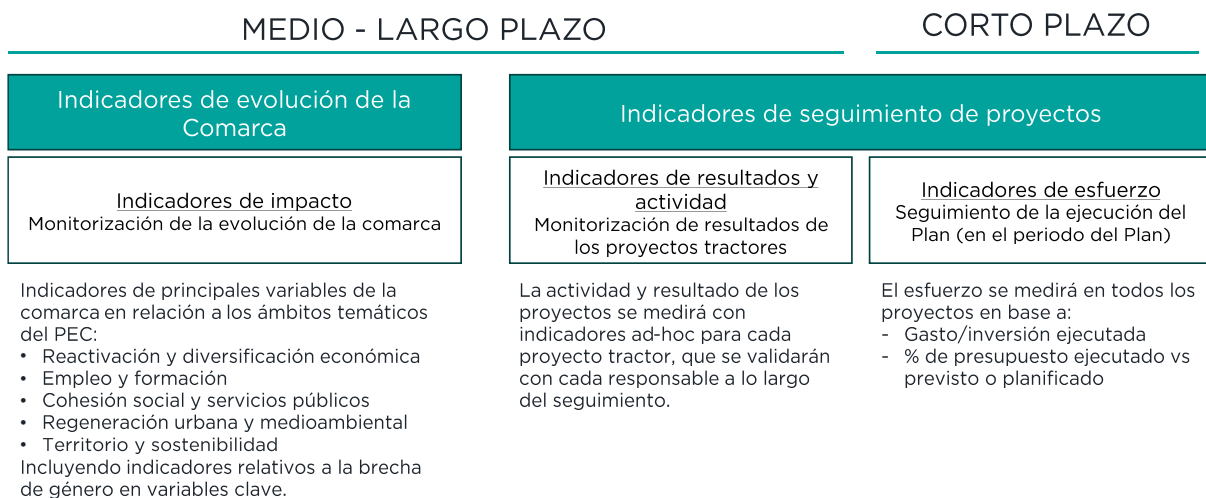 MEDIO - LARGO PLAZO
CORTO PLAZO
Indicadores de evolución de la
Comarca
Indicadores de seguimiento de proyectos
Indicadores de impacto
Monitorización de la evolución de la comarca
Indicadores de resultados y
actividad
Monitorización de resultados de
los proyectos tractores
Indicadores de esfuerzo
Seguimiento de la ejecución del
Plan (en el periodo del Plan)
Indicadores de principales variables de la
comarca en relación a los ámbitos temáticos
del PEC:
• Reactivación y diversificación económica
• Empleo y formación
• Cohesión social y servicios públicos
• Regeneración urbana y medioambiental
• Territorio y sostenibilidad
Incluyendo indicadores relativos a la brecha
de género en variables clave.
La actividad y resultado de los
proyectos se medirá con
indicadores ad-hoc para cada
proyecto tractor, que se validarán
con cada responsable a lo largo
del seguimiento.
El esfuerzo se medirá en todos los
proyectos en base a:
- Gasto/inversión ejecutada
- % de presupuesto ejecutado vs
previsto o planificado